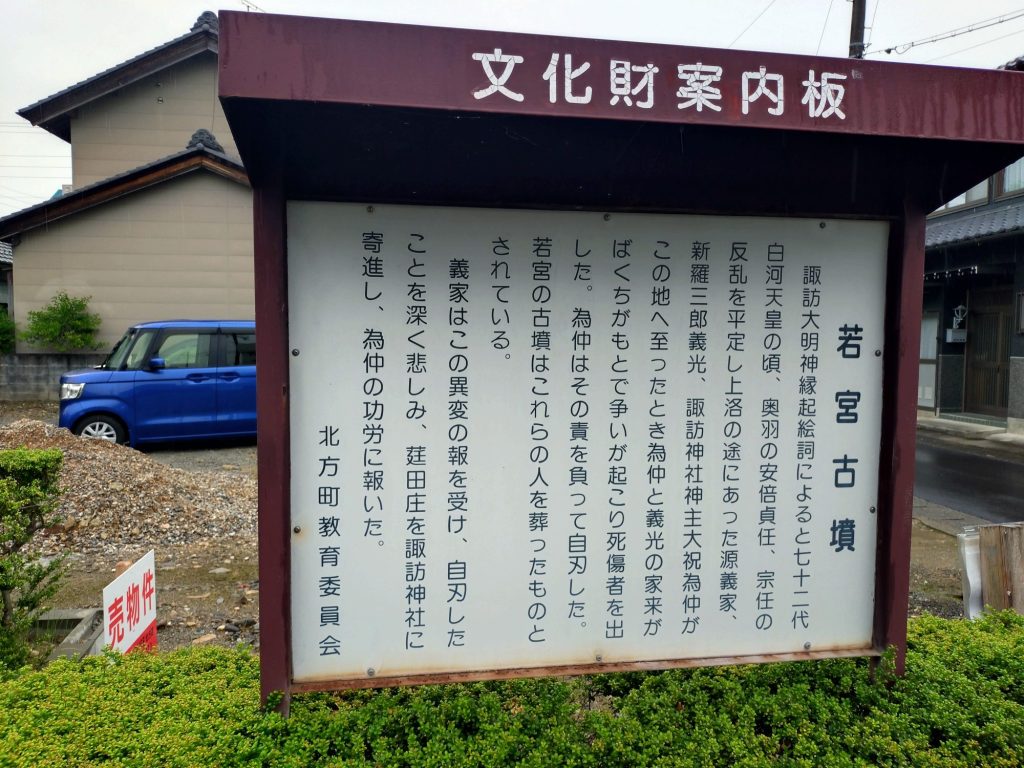 文化財案内板
若宮古墳
諏訪大明神縁起絵詞によると七十二代
白河天皇の頃、奥羽の安倍貞任、宗任の
反乱を平定し上洛の途にあった源義家、
新羅三郎義光、諏訪神社神主大祝為仲が
この地へ至ったとき為仲と義光の家来が
ばくちがもとで争いが起こり死傷者を出
した。為仲はその責を負って自刃した。
若宮の古墳はこれらの人を葬ったものと
されている。
義家はこの異変の報を受け、自刃した
ことを深く悲しみ、莚田庄を諏訪神社に
寄進し、為仲の功労に報いた。
北方町教育委員会
売物件